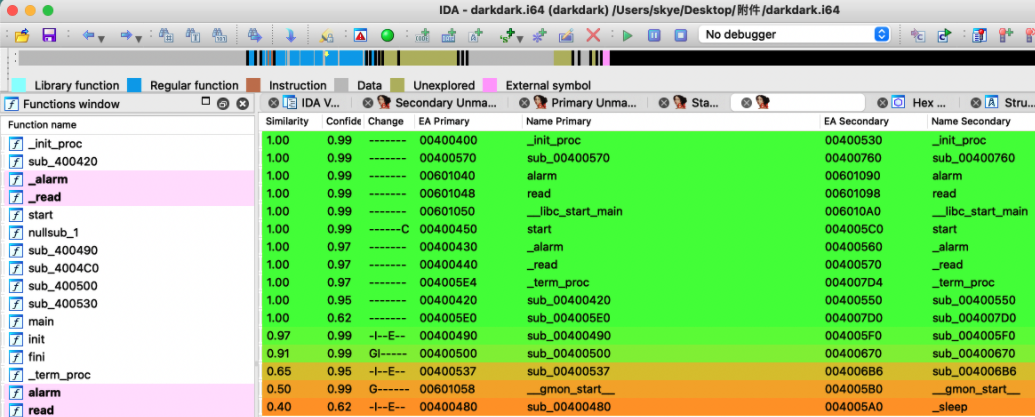 IDA - darkdark.i64 (darkdark) /Users/skye/Desktop/附件/darkdark.i64
No debugger
Library function Regular function Instruction Data Unexplored External symbol
Functions window
IDA V... Secondary Unma... Primary Unma... Sta... Hex ... Stru...
Function name
_init_proc
sub_400420
_alarm
_read
start
nullsub_1
sub_400490
sub_4004C0
sub_400500
sub_400530
main
init
fini
_term_proc
alarm
read
Similarity Confide Change EA Primary Name Primary EA Secondary Name Secondary
1.00 0.99 ------- 00400400 _init_proc 00400530 _init_proc
1.00 0.99 ------- 00400570 sub_00400570 00400760 sub_00400760
1.00 0.99 ------- 00601040 alarm 00601090 alarm
1.00 0.99 ------- 00601048 read 00601098 read
1.00 0.99 ------- 00601050 __libc_start_main 006010A0 __libc_start_main
1.00 0.99 ------C 00400450 start 004005C0 start
1.00 0.97 ------- 00400430 _alarm 00400560 _alarm
1.00 0.97 ------- 00400440 _read 00400570 _read
1.00 0.97 ------- 004005E4 _term_proc 004007D4 _term_proc
1.00 0.95 ------- 00400420 sub_00400420 00400550 sub_00400550
1.00 0.62 ------- 004005E0 sub_004005E0 004007D0 sub_004007D0
0.97 0.99 -I--E-- 00400490 sub_00400490 004005F0 sub_004005F0
0.91 0.99 GI----- 00400500 sub_00400500 00400670 sub_00400670
0.65 0.95 -I--E-- 00400537 sub_00400537 004006B6 sub_004006B6
0.50 0.99 G------ 00601058 __gmon_start__ 004005B0 __gmon_start__
0.40 0.62 -I--E-- 00400480 sub_00400480 004005A0 _sleep